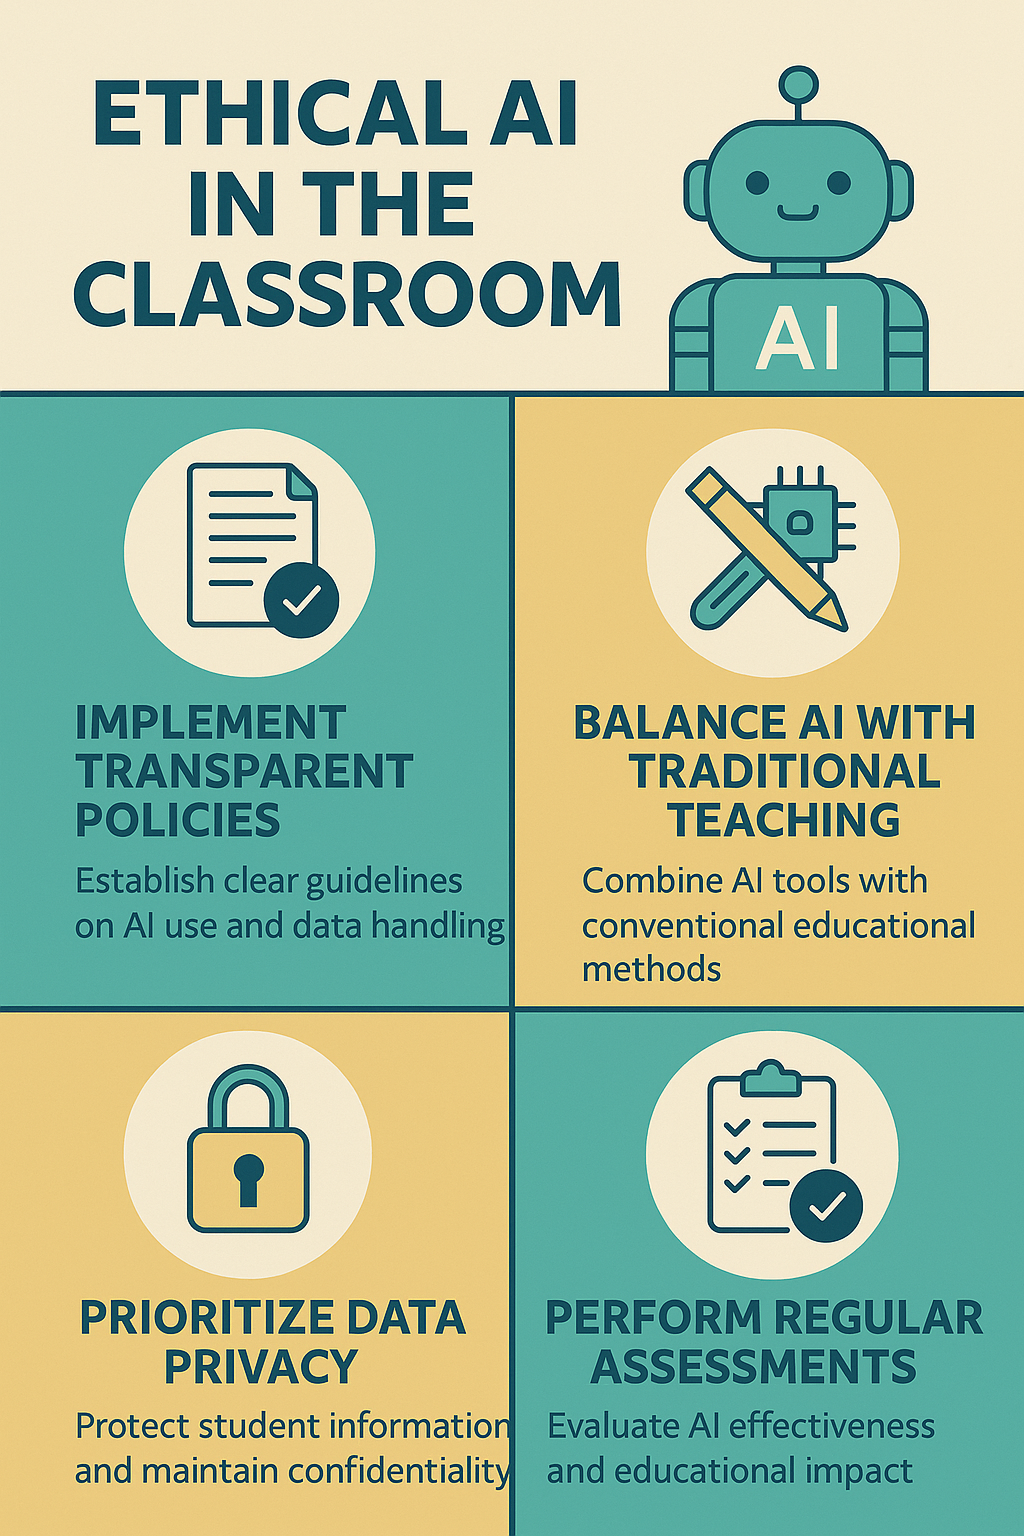 ETHICAL AI
IN THE
CLASSROOM
AI
IMPLEMENT
TRANSPARENT
POLICIES
Establish clear guidelines
on AI use and data handling
BALANCE AI WITH
TRADITIONAL
TEACHING
Combine AI tools with
conventional educational
methods
PRIORITIZE DATA
PRIVACY
Protect student information
and maintain confidentiality
PERFORM REGULAR
ASSESSMENTS
Evaluate AI effectiveness
and educational impact